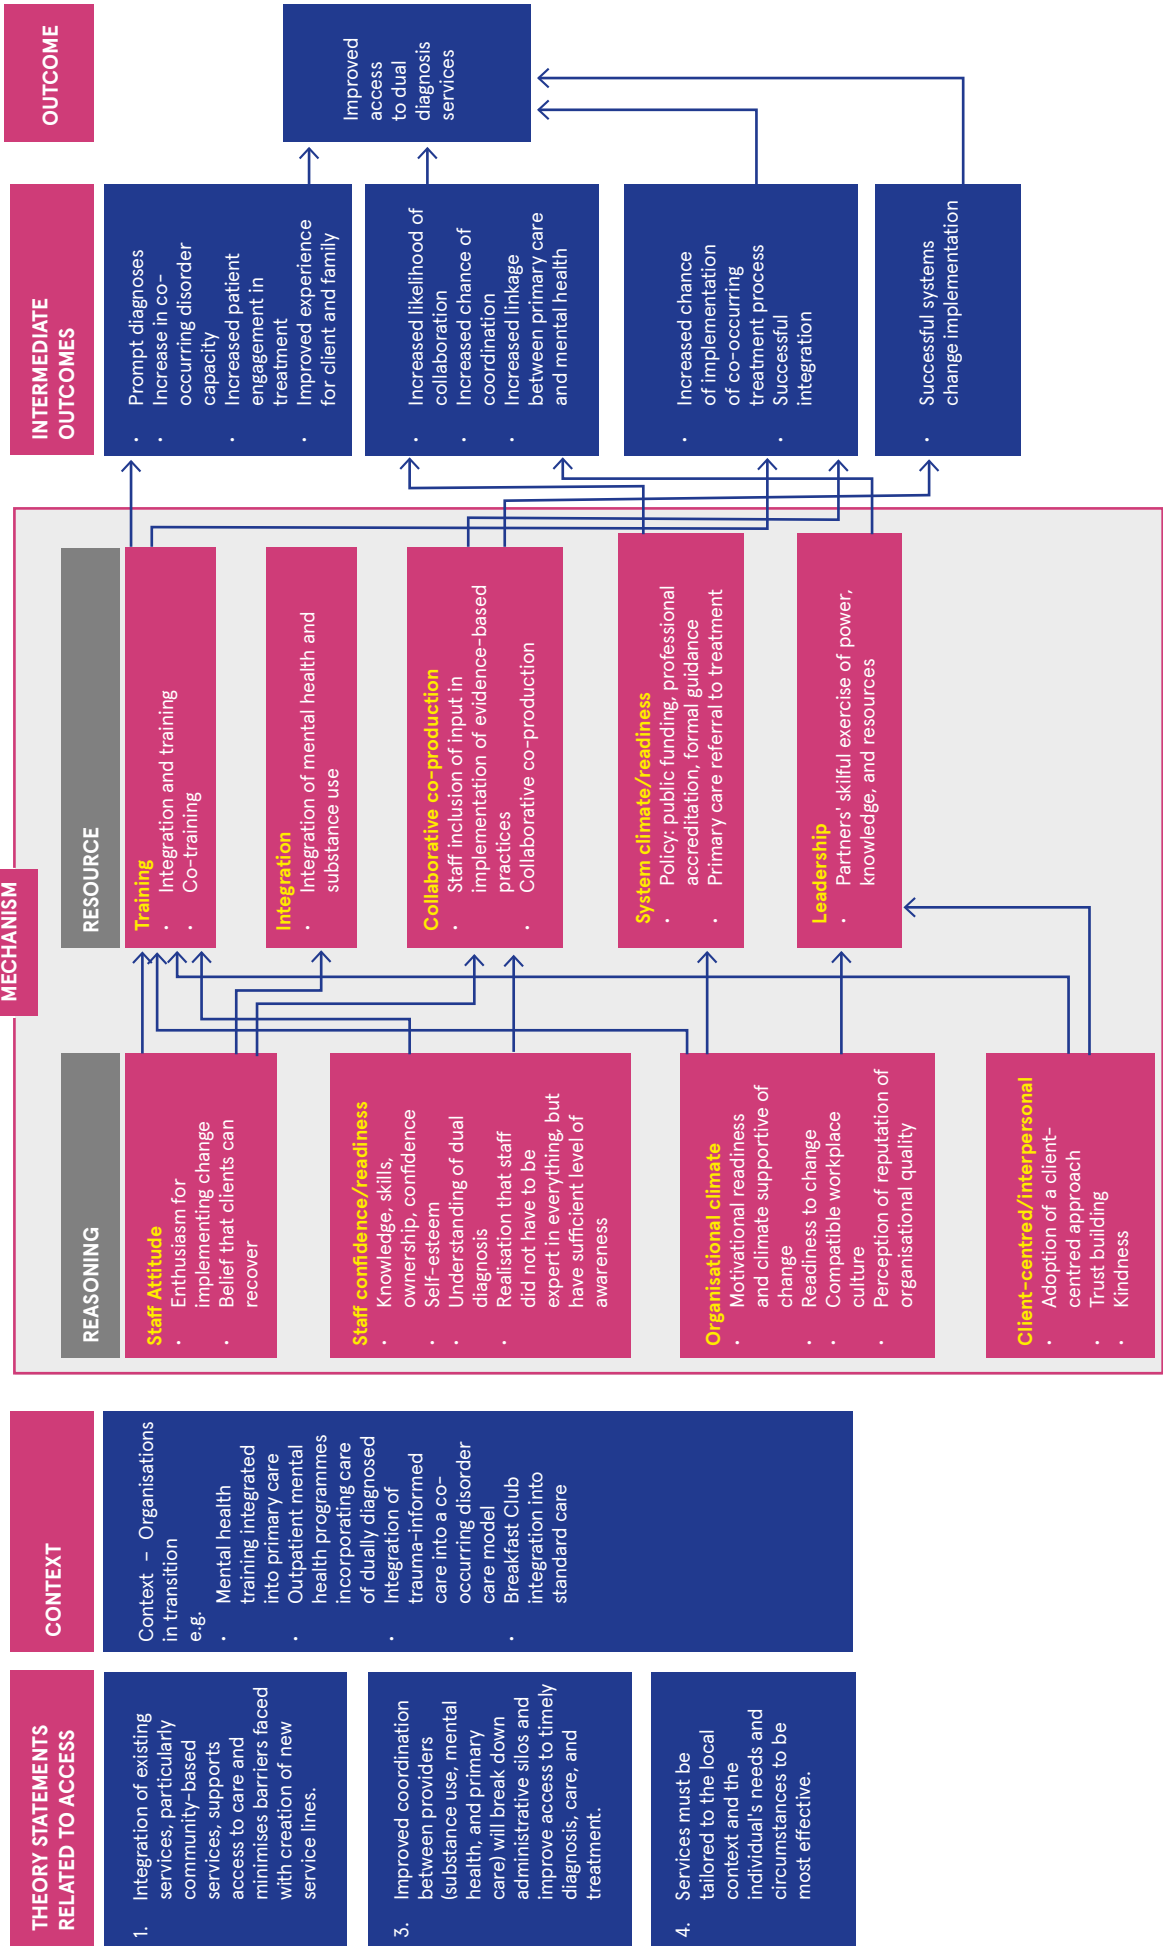 THEORY STATEMENTS
RELATED TO ACCESS
1. Integration of existing
services, particularly
community-based
services, supports
access to care and
minimises barriers faced
with creation of new
service lines.
3. Improved coordination
between providers
(substance use, mental
health, and primary
care) will break down
administrative silos and
improve access to timely
diagnosis, care, and
treatment.
4. Services must be
tailored to the local
context and the
individual's needs and
circumstances to be
most effective.
CONTEXT
Context – Organisations
in transition
e.g.
· Mental health
training integrated
into primary care
· Outpatient mental
health programmes
incorporating care
of dually diagnosed
· Integration of
trauma-informed
care into a co-
occurring disorder
care model
· Breakfast Club
integration into
standard care
MECHANISM
REASONING
Staff Attitude
· Enthusiasm for
implementing change
· Belief that clients can
recover
Staff confidence/readiness
· Knowledge, skills,
ownership, confidence
· Self-esteem
· Understanding of dual
diagnosis
· Realisation that staff
did not have to be
expert in everything, but
have sufficient level of
awareness
Organisational climate
· Motivational readiness
and climate supportive of
change
· Readiness to change
· Compatible workplace
culture
· Perception of reputation of
organisational quality
Client-centred/interpersonal
· Adoption of a client-
centred approach
· Trust building
· Kindness
RESOURCE
Training
· Integration and training
· Co-training
Integration
· Integration of mental health and
substance use
Collaborative co-production
· Staff inclusion of input in
implementation of evidence-based
practices
· Collaborative co-production
System climate/readiness
· Policy: public funding, professional
accreditation, formal guidance
· Primary care referral to treatment
Leadership
· Partners' skilful exercise of power,
knowledge, and resources
INTERMEDIATE
OUTCOMES
· Prompt diagnoses
· Increase in co-
occurring disorder
capacity
· Increased patient
engagement in
treatment
· Improved experience
for client and family
· Increased likelihood of
collaboration
· Increased chance of
coordination
· Increased linkage
between primary care
and mental health
· Increased chance
of implementation
of co-occurring
treatment process
· Successful
integration
· Successful systems
change implementation
OUTCOME
Improved
access
to dual
diagnosis
services